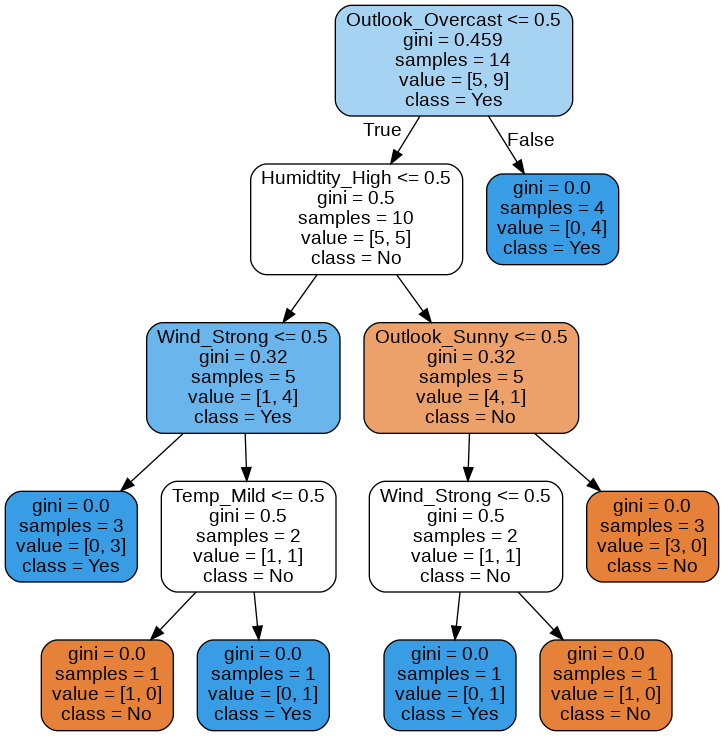 Outlook_Overcast <= 0.5
gini = 0.459
samples = 14
value = [5, 9]
class = Yes
True
False
Humidtity_High <= 0.5
gini = 0.5
samples = 10
value = [5, 5]
class = No
gini = 0.0
samples = 4
value = [0, 4]
class = Yes
Wind_Strong <= 0.5
gini = 0.32
samples = 5
value = [1, 4]
class = Yes
Outlook_Sunny <= 0.5
gini = 0.32
samples = 5
value = [4, 1]
class = No
gini = 0.0
samples = 3
value = [0, 3]
class = Yes
Temp_Mild <= 0.5
gini = 0.5
samples = 2
value = [1, 1]
class = No
Wind_Strong <= 0.5
gini = 0.5
samples = 2
value = [1, 1]
class = No
gini = 0.0
samples = 3
value = [3, 0]
class = No
gini = 0.0
samples = 1
value = [1, 0]
class = No
gini = 0.0
samples = 1
value = [0, 1]
class = Yes
gini = 0.0
samples = 1
value = [0, 1]
class = Yes
gini = 0.0
samples = 1
value = [1, 0]
class = No